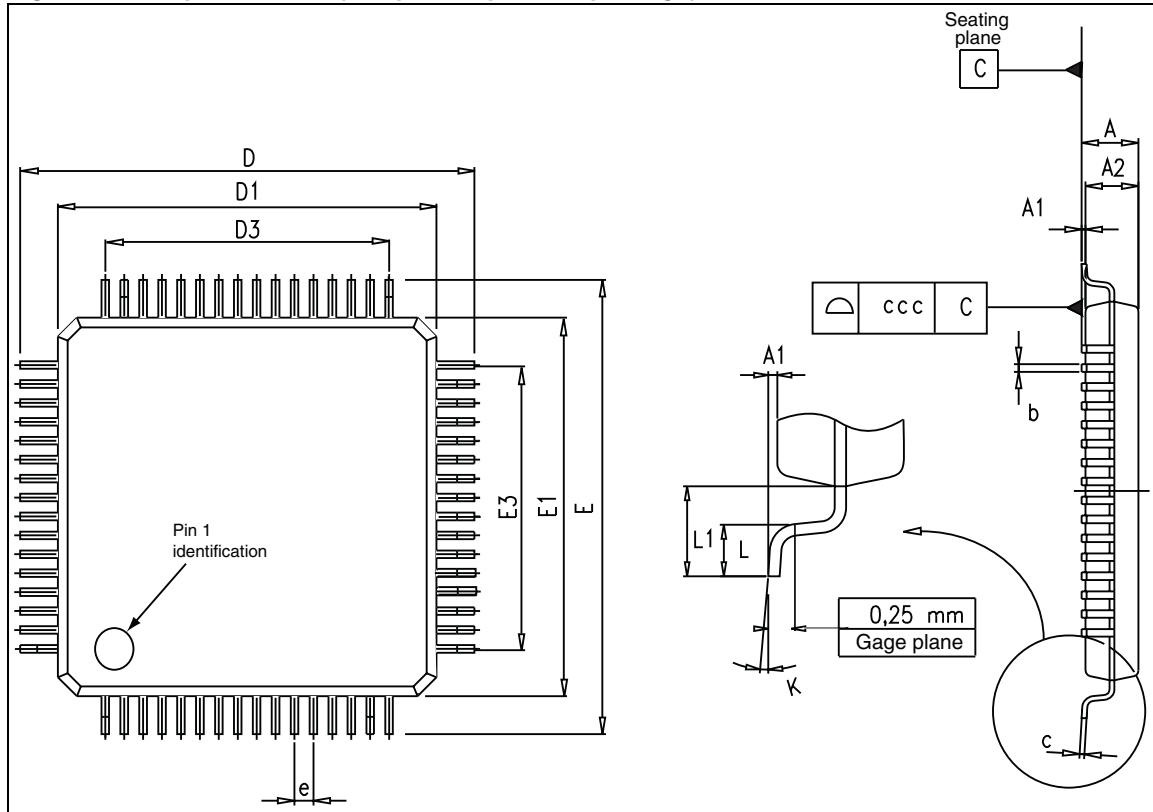 Seating
plane
C
A
A2
A1
D
D1
D3
ccc C
A1
b
E3
E1
E
L1
L
Pin 1
identification
0,25 mm
Gage plane
K
c
e